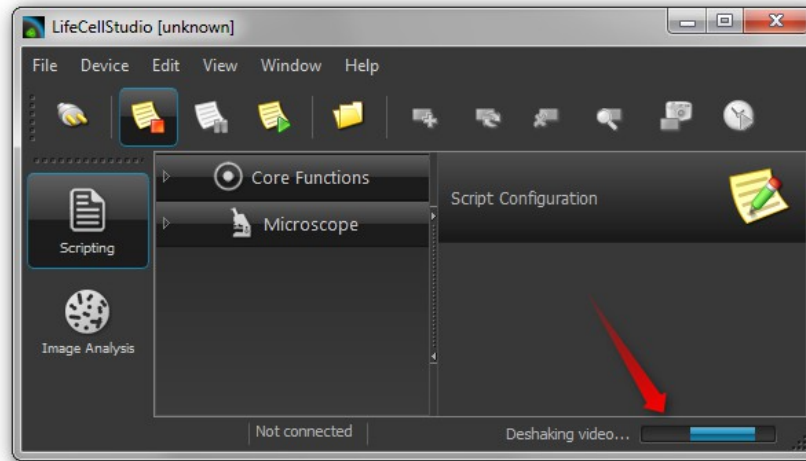 LifeCellStudio [unknown]
File Device Edit View Window Help
Core Functions
Microscope
Script Configuration
Scripting
Image Analysis
Not connected
Deshaking video...